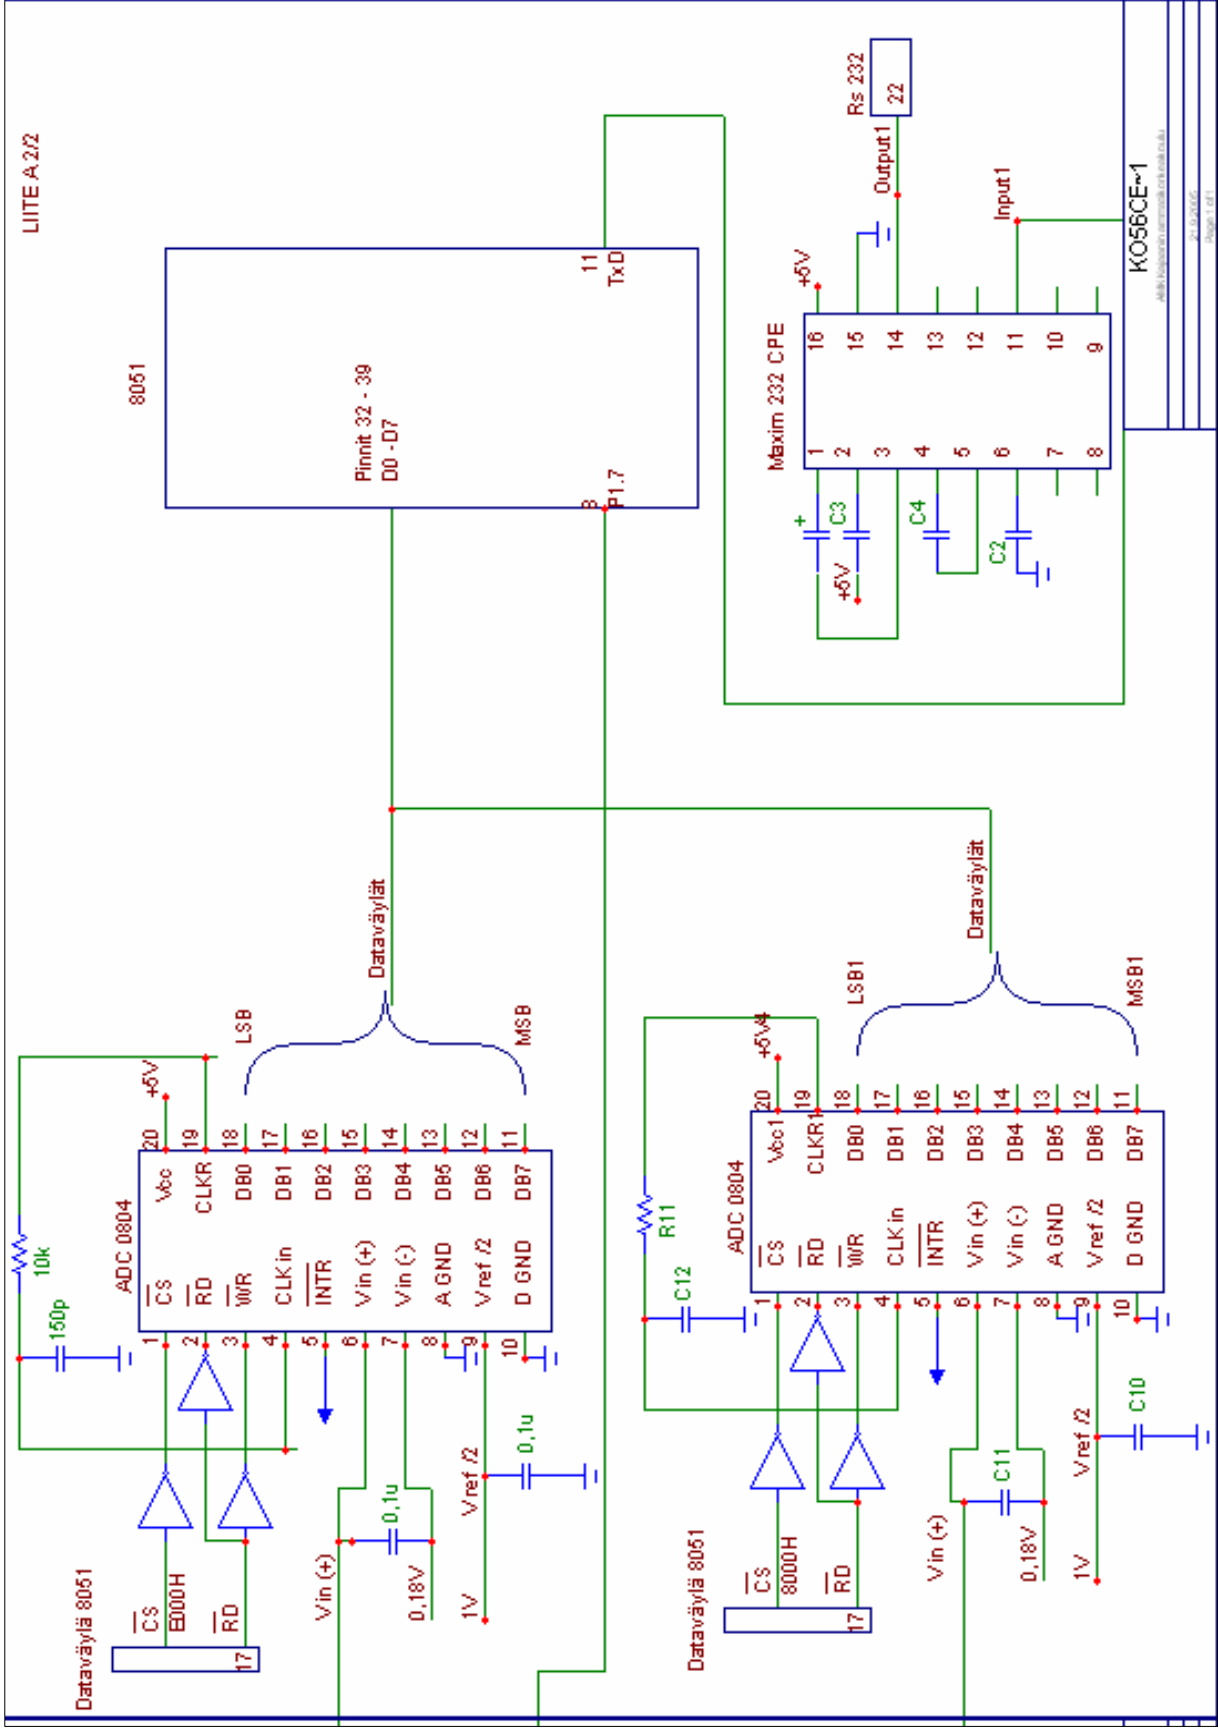 LIITE A 2/2
8051
Pinnit 32 - 39
D0 - D7
11
TxD
8
P1.7
Rs 232
22
Output1
Input1
+5V
Maxim 232 CPE
1
2
3
4
5
6
7
8
16
15
14
13
12
11
10
9
+
C3
+5V
C4
C2
KO56CE~1
21.9.2005
Page 1 of 1
10k
150p
+5V
ADC 0804
CS
RD
WR
CLK in
INTR
Vin (+)
Vin (-)
A GND
Vref /2
D GND
Vcc
CLKR
DB0
DB1
DB2
DB3
DB4
DB5
DB6
DB7
1
2
3
4
5
6
7
8
9
10
20
19
18
17
16
15
14
13
12
11
LSB
MSB
Dataväylät
Dataväylä 8051
CS
E000H
RD
17
Vin (+)
0,1u
0,18V
1V
Vref /2
0,1u
R11
C12
+5V4
ADC 0804
CS
RD
WR
CLK in
INTR
Vin (+)
Vin (-)
A GND
Vref /2
D GND
Vcc1
CLKR1
DB0
DB1
DB2
DB3
DB4
DB5
DB6
DB7
1
2
3
4
5
6
7
8
9
10
20
19
18
17
16
15
14
13
12
11
LSB1
MSB1
Dataväylät
Dataväylä 8051
CS
8000H
RD
17
Vin (+)
C11
0,18V
1V
Vref /2
C10